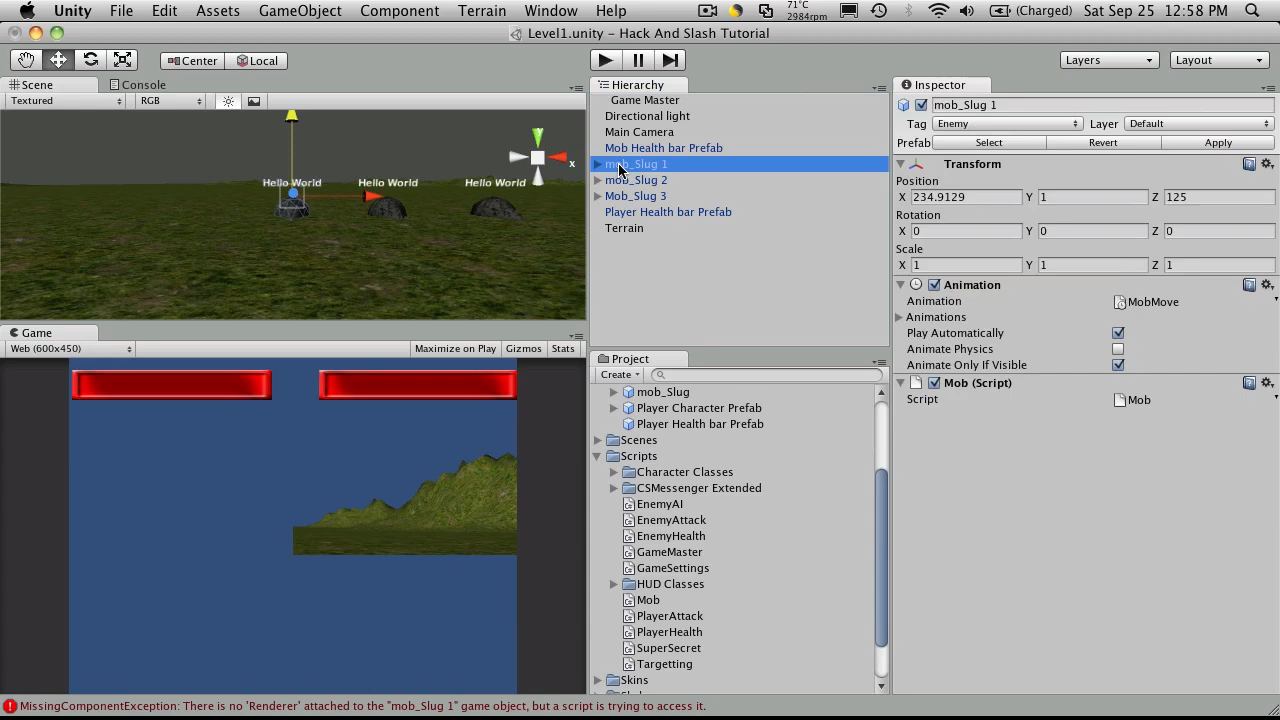 Unity File Edit Assets GameObject Component Terrain Window Help 71°C 2984rpm (Charged) Sat Sep 25 12:58 PM
Level1.unity - Hack And Slash Tutorial
Center Local Layers Layout
Scene Console
Textured RGB
Hello World Hello World Hello World
x
Game
Web (600x450) Maximize on Play Gizmos Stats
Hierarchy
Game Master
Directional light
Main Camera
Mob Health bar Prefab
mob_Slug 1
mob_Slug 2
Mob_Slug 3
Player Health bar Prefab
Terrain
Project
Create
mob_Slug
Player Character Prefab
Player Health bar Prefab
Scenes
Scripts
Character Classes
CSMessenger Extended
EnemyAI
EnemyAttack
EnemyHealth
GameMaster
GameSettings
HUD Classes
Mob
PlayerAttack
PlayerHealth
SuperSecret
Targetting
Skins
Inspector
mob_Slug 1
Tag Enemy Layer Default
Prefab Select Revert Apply
Transform
Position
X 234.9129 Y 1 Z 125
Rotation
X 0 Y 0 Z 0
Scale
X 1 Y 1 Z 1
Animation
Animation MobMove
Animations
Play Automatically
Animate Physics
Animate Only If Visible
Mob (Script)
Script Mob
MissingComponentException: There is no 'Renderer' attached to the "mob_Slug 1" game object, but a script is trying to access it.